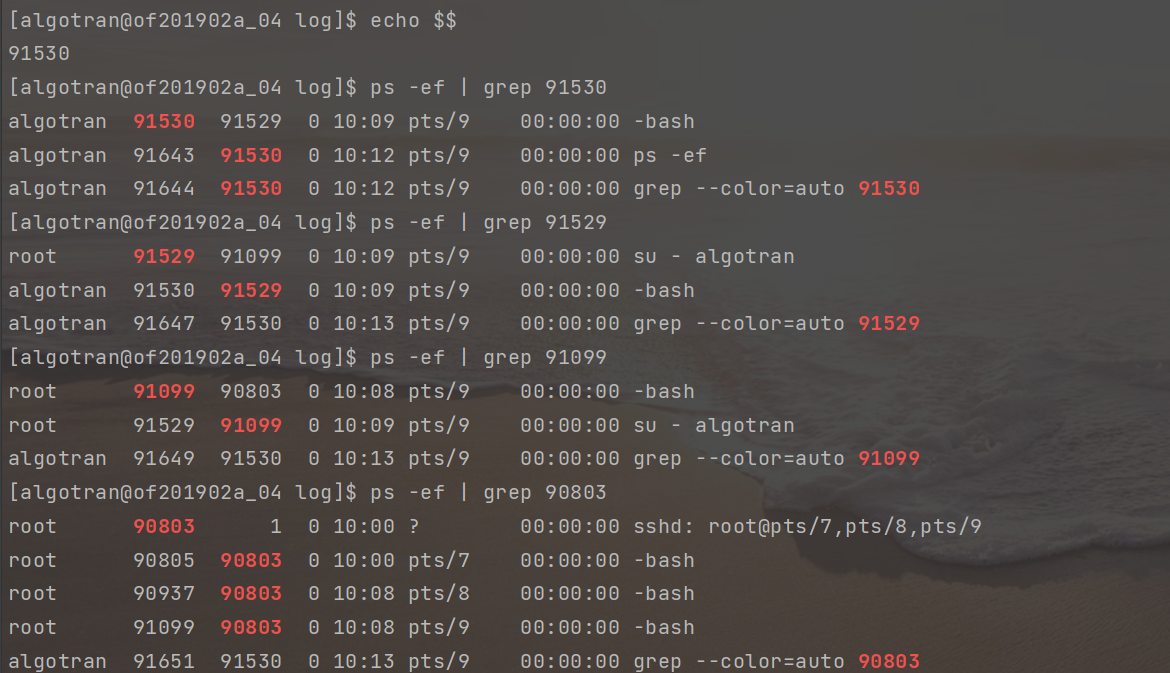 [algotran@of201902a_04 log]$ echo $$
91530
[algotran@of201902a_04 log]$ ps -ef | grep 91530
algotran  91530  91529  0 10:09 pts/9    00:00:00 -bash
algotran  91643  91530  0 10:12 pts/9    00:00:00 ps -ef
algotran  91644  91530  0 10:12 pts/9    00:00:00 grep --color=auto 91530
[algotran@of201902a_04 log]$ ps -ef | grep 91529
root      91529  91099  0 10:09 pts/9    00:00:00 su - algotran
algotran  91530  91529  0 10:09 pts/9    00:00:00 -bash
algotran  91647  91530  0 10:13 pts/9    00:00:00 grep --color=auto 91529
[algotran@of201902a_04 log]$ ps -ef | grep 91099
root      91099  90803  0 10:08 pts/9    00:00:00 -bash
root      91529  91099  0 10:09 pts/9    00:00:00 su - algotran
algotran  91649  91530  0 10:13 pts/9    00:00:00 grep --color=auto 91099
[algotran@of201902a_04 log]$ ps -ef | grep 90803
root      90803      1  0 10:00 ?        00:00:00 sshd: root@pts/7,pts/8,pts/9
root      90805  90803  0 10:00 pts/7    00:00:00 -bash
root      90937  90803  0 10:08 pts/8    00:00:00 -bash
root      91099  90803  0 10:08 pts/9    00:00:00 -bash
algotran  91651  91530  0 10:13 pts/9    00:00:00 grep --color=auto 90803